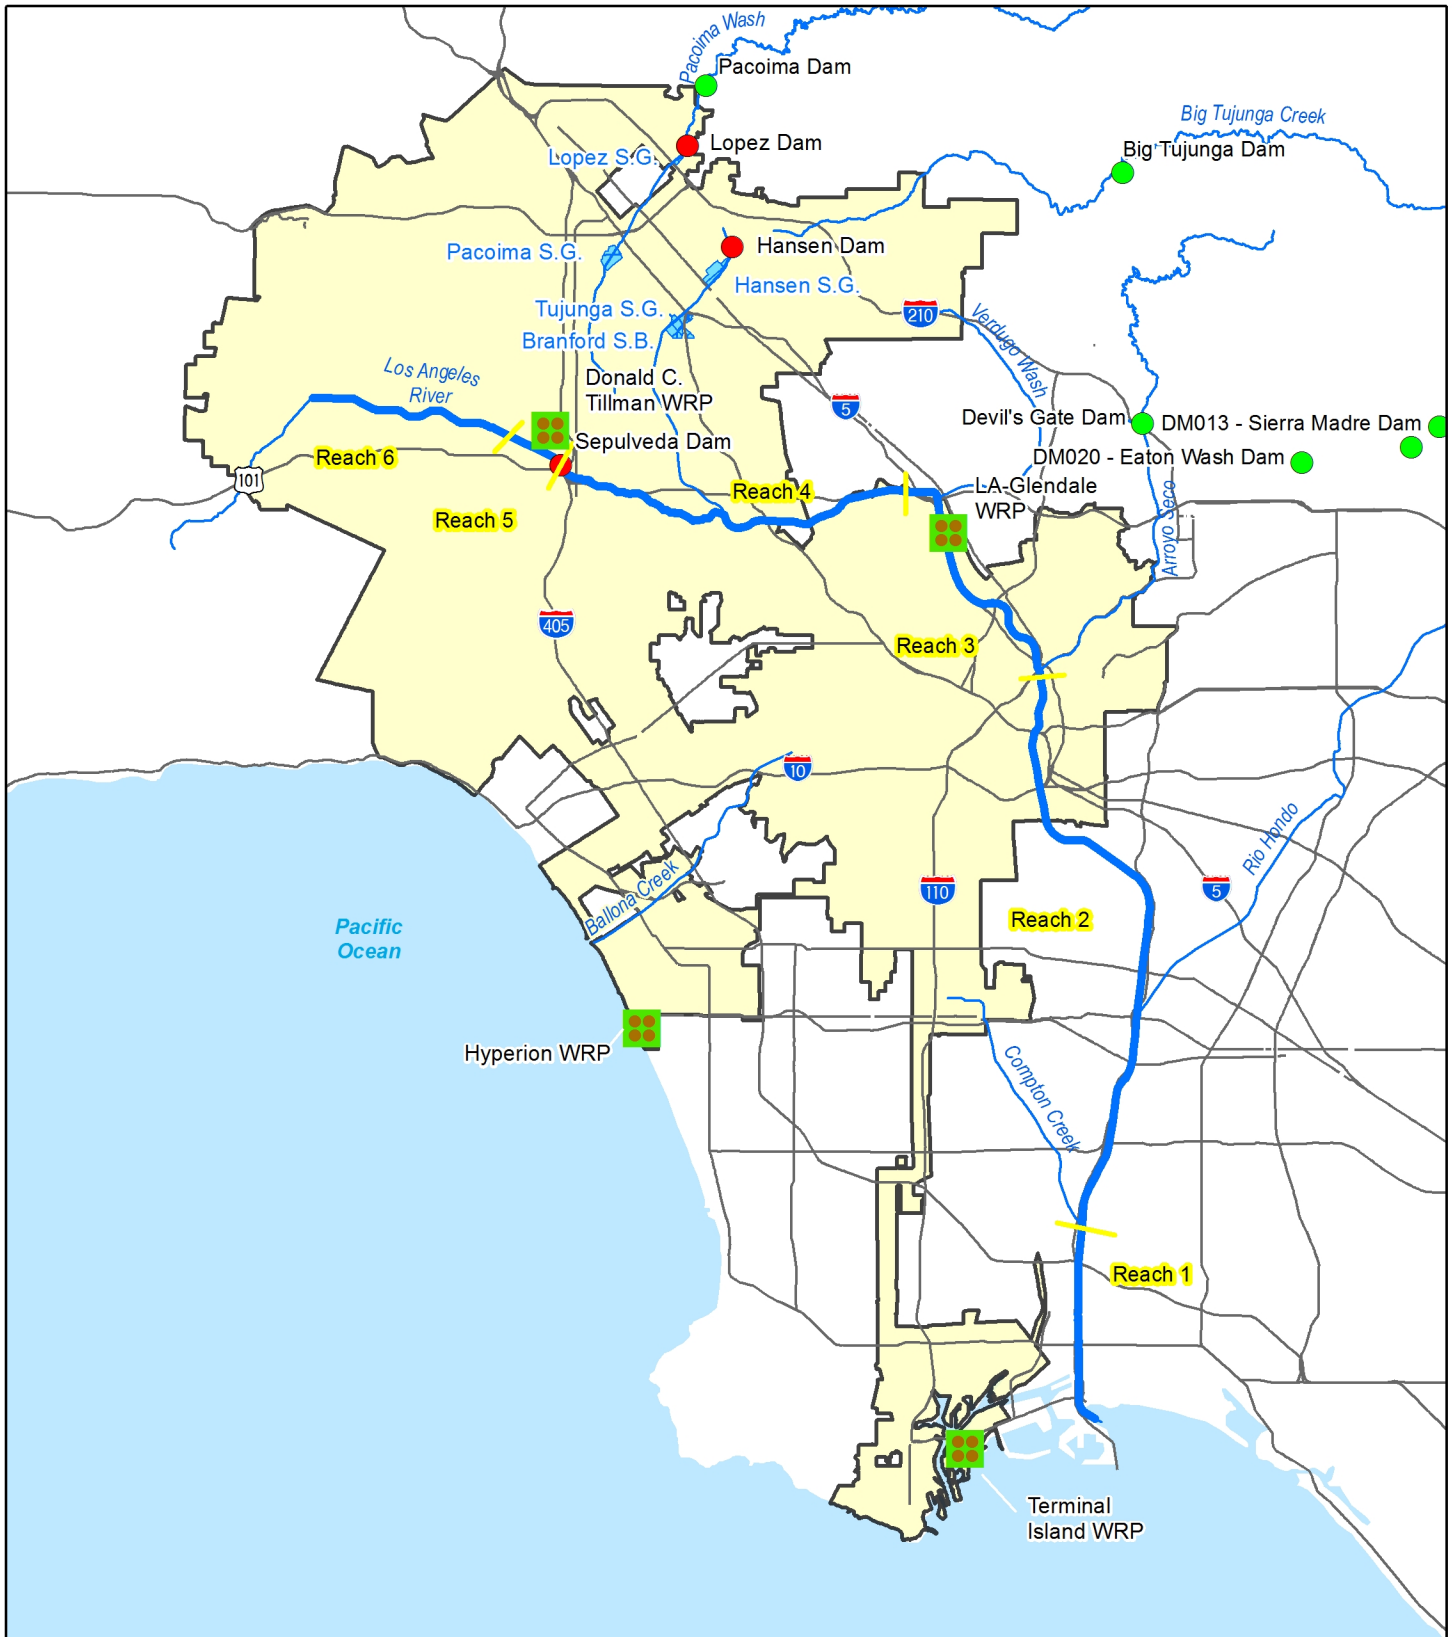 Pacoima Wash
Pacoima Dam
Big Tujunga Creek
Lopez Dam
Big Tujunga Dam
Lopez S.G.
Hansen Dam
Pacoima S.G.
Hansen S.G.
Tujunga S.G.
210
Verdugo Wash
Branford S.B.
Los Angeles
River
Donald C.
Tillman WRP
5
Devil's Gate Dam
DM013 - Sierra Madre Dam
Sepulveda Dam
Reach 6
DM020 - Eaton Wash Dam
101
Reach 4
LA-Glendale
WRP
Reach 5
Arroyo Seco
405
Reach 3
10
Rio Hondo
Ballona Creek
110
5
Reach 2
Pacific
Ocean
Hyperion WRP
Compton Creek
Reach 1
Terminal
Island WRP